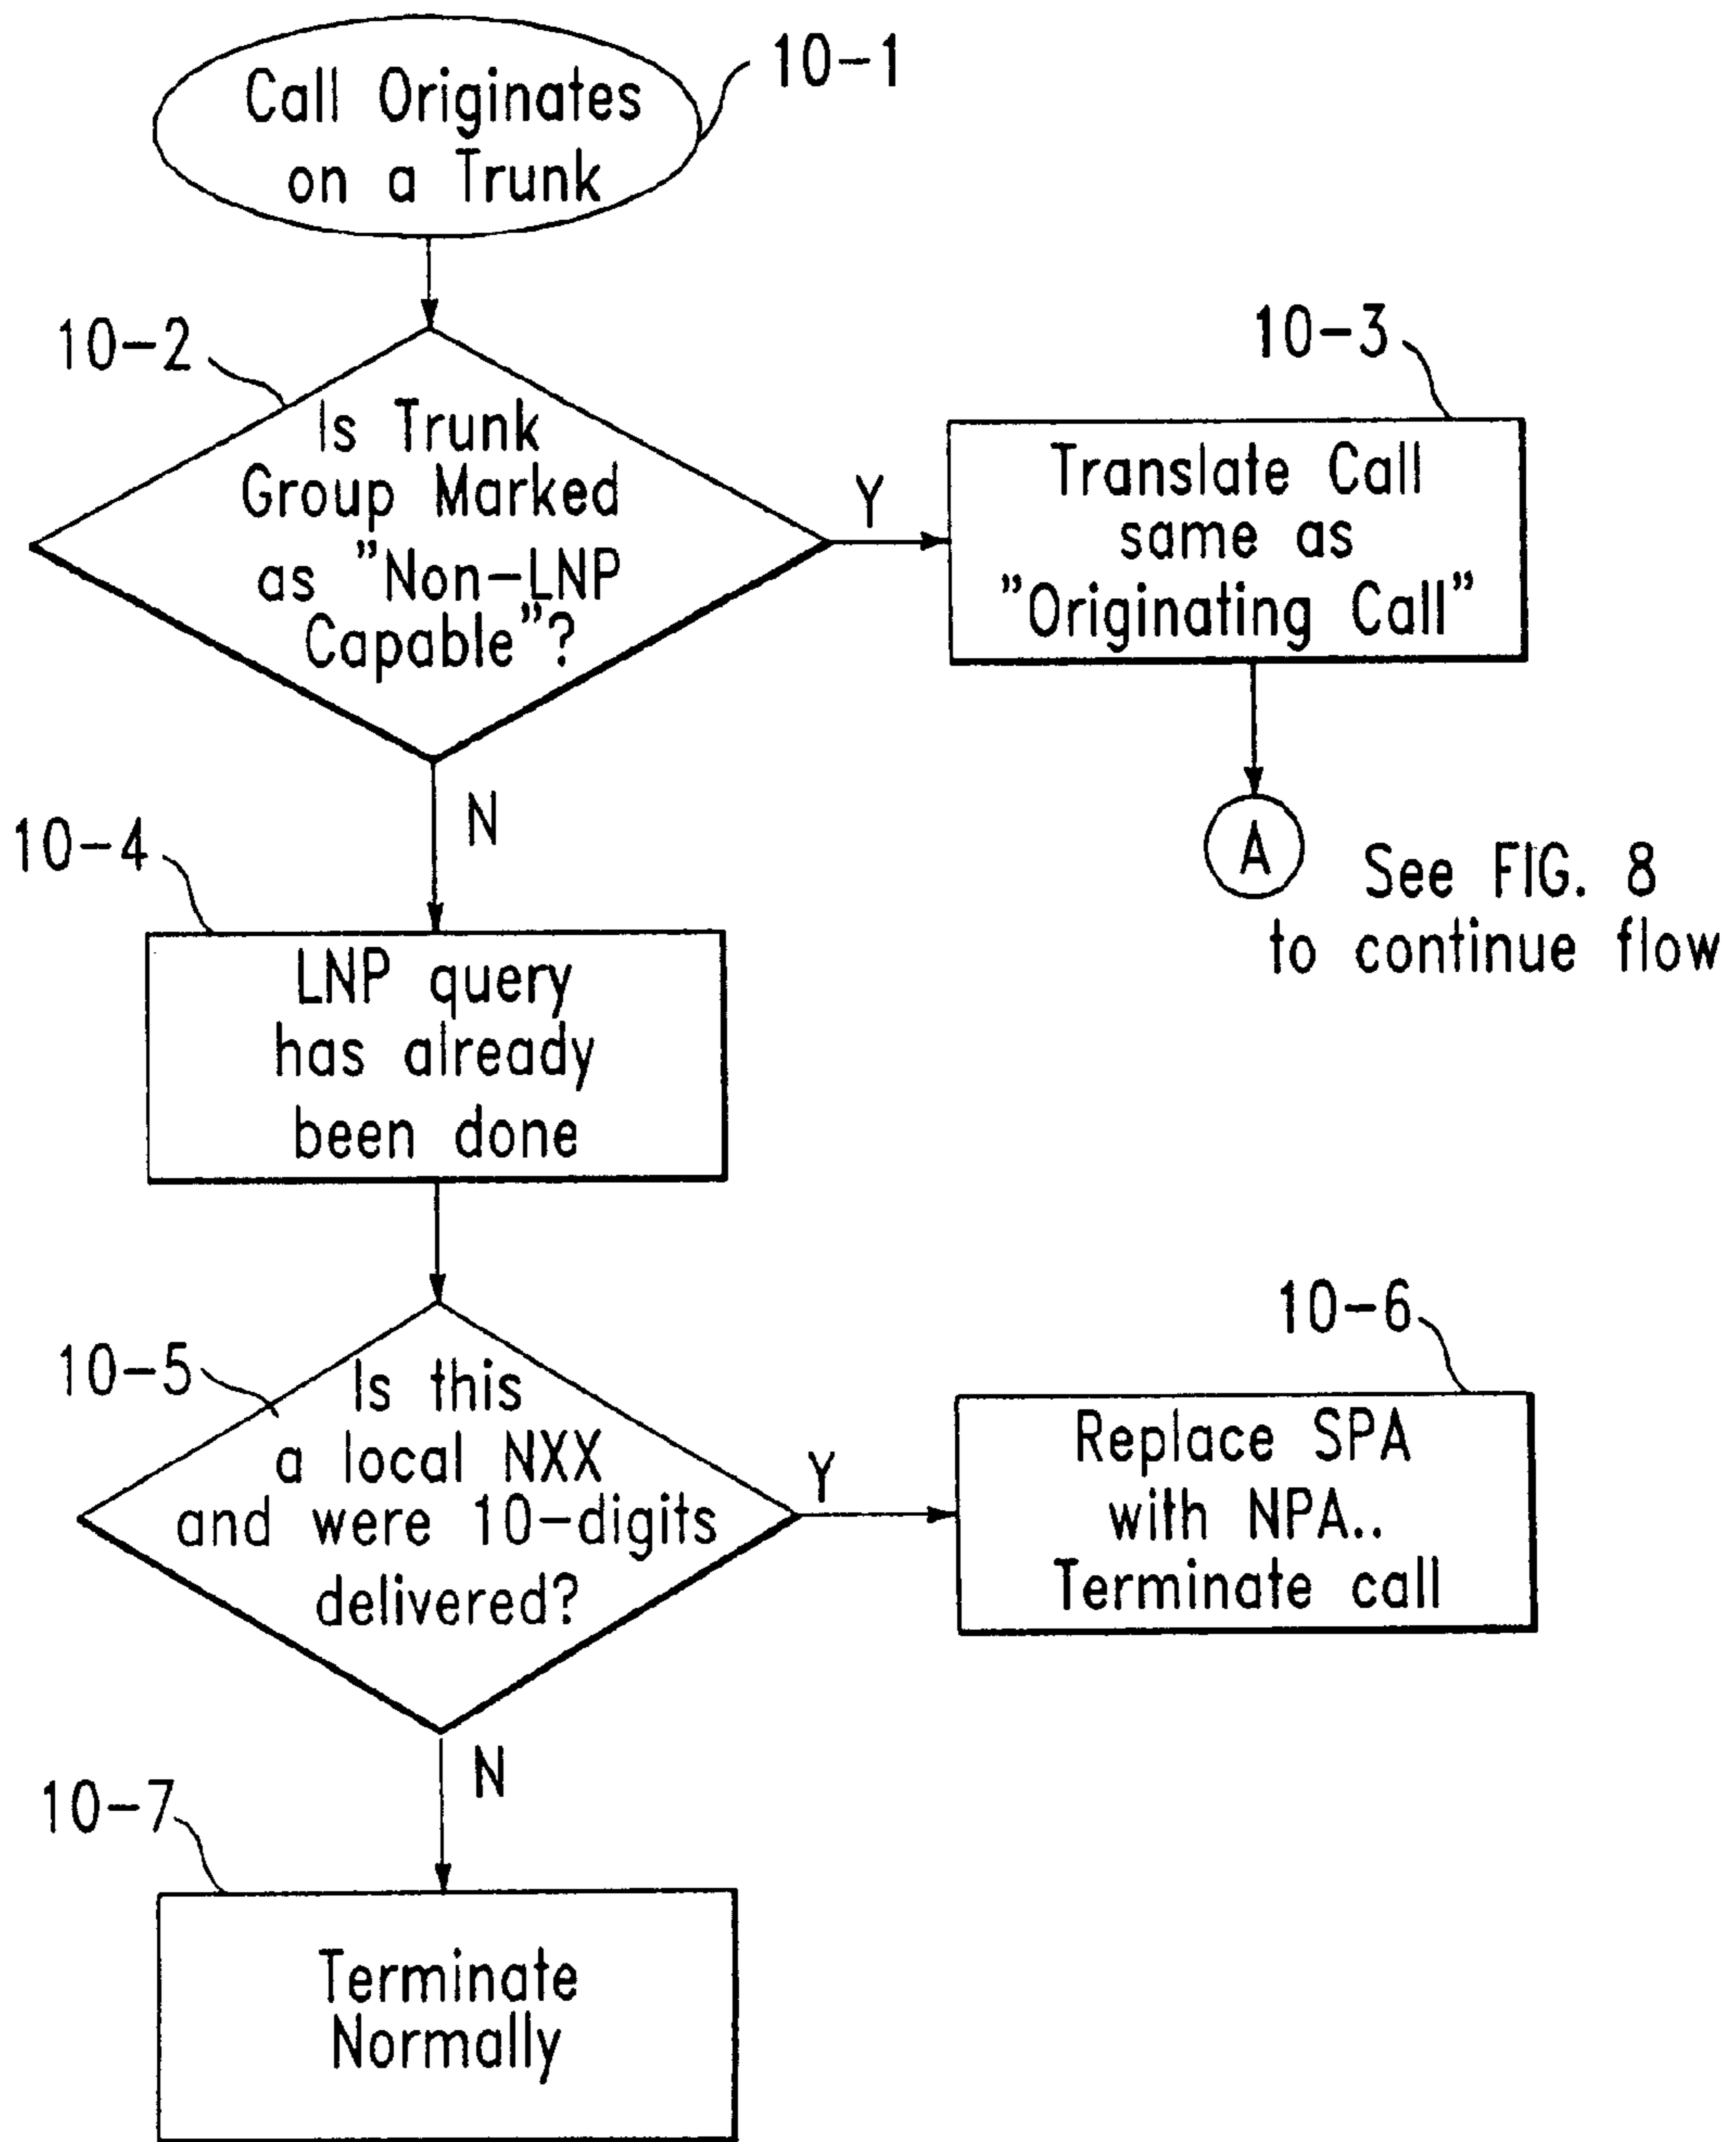 Call Originates
on a Trunk
10-1
10-2
Is Trunk
Group Marked
as "Non-LNP
Capable"?
Y
10-3
Translate Call
same as
"Originating Call"
A
See FIG. 8
to continue flow
N
10-4
LNP query
has already
been done
10-5
Is this
a local NXX
and were 10-digits
delivered?
Y
10-6
Replace SPA
with NPA..
Terminate call
N
10-7
Terminate
Normally